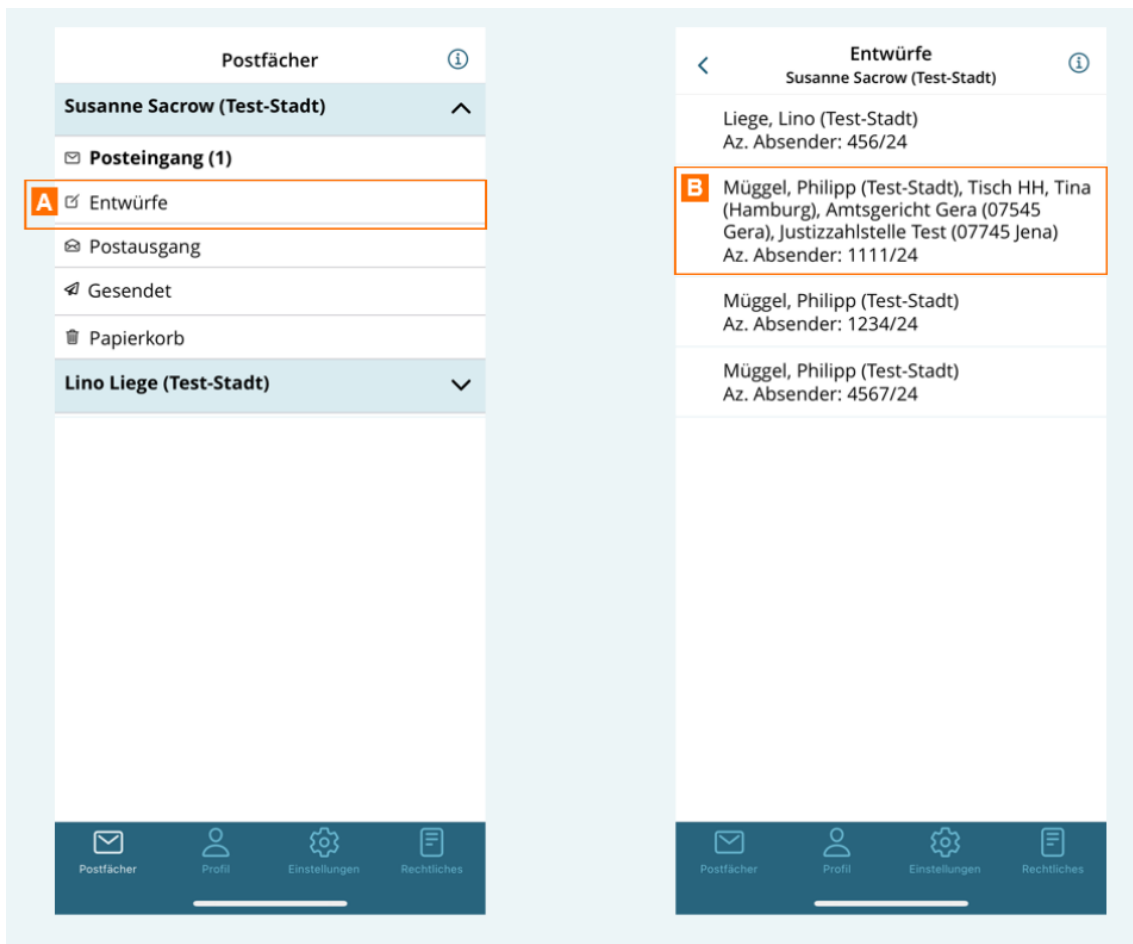 Postfächer
Susanne Sacrow (Test-Stadt)
Posteingang (1)
A
Entwürfe
Postausgang
Gesendet
Papierkorb
Lino Liege (Test-Stadt)
Postfächer
Profil
Einstellungen
Rechtliches
Entwürfe
Susanne Sacrow (Test-Stadt)
Liege, Lino (Test-Stadt)
Az. Absender: 456/24
B
Müggel, Philipp (Test-Stadt), Tisch HH, Tina
(Hamburg), Amtsgericht Gera (07545
Gera), Justizzahlstelle Test (07745 Jena)
Az. Absender: 1111/24
Müggel, Philipp (Test-Stadt)
Az. Absender: 1234/24
Müggel, Philipp (Test-Stadt)
Az. Absender: 4567/24
Postfächer
Profil
Einstellungen
Rechtliches